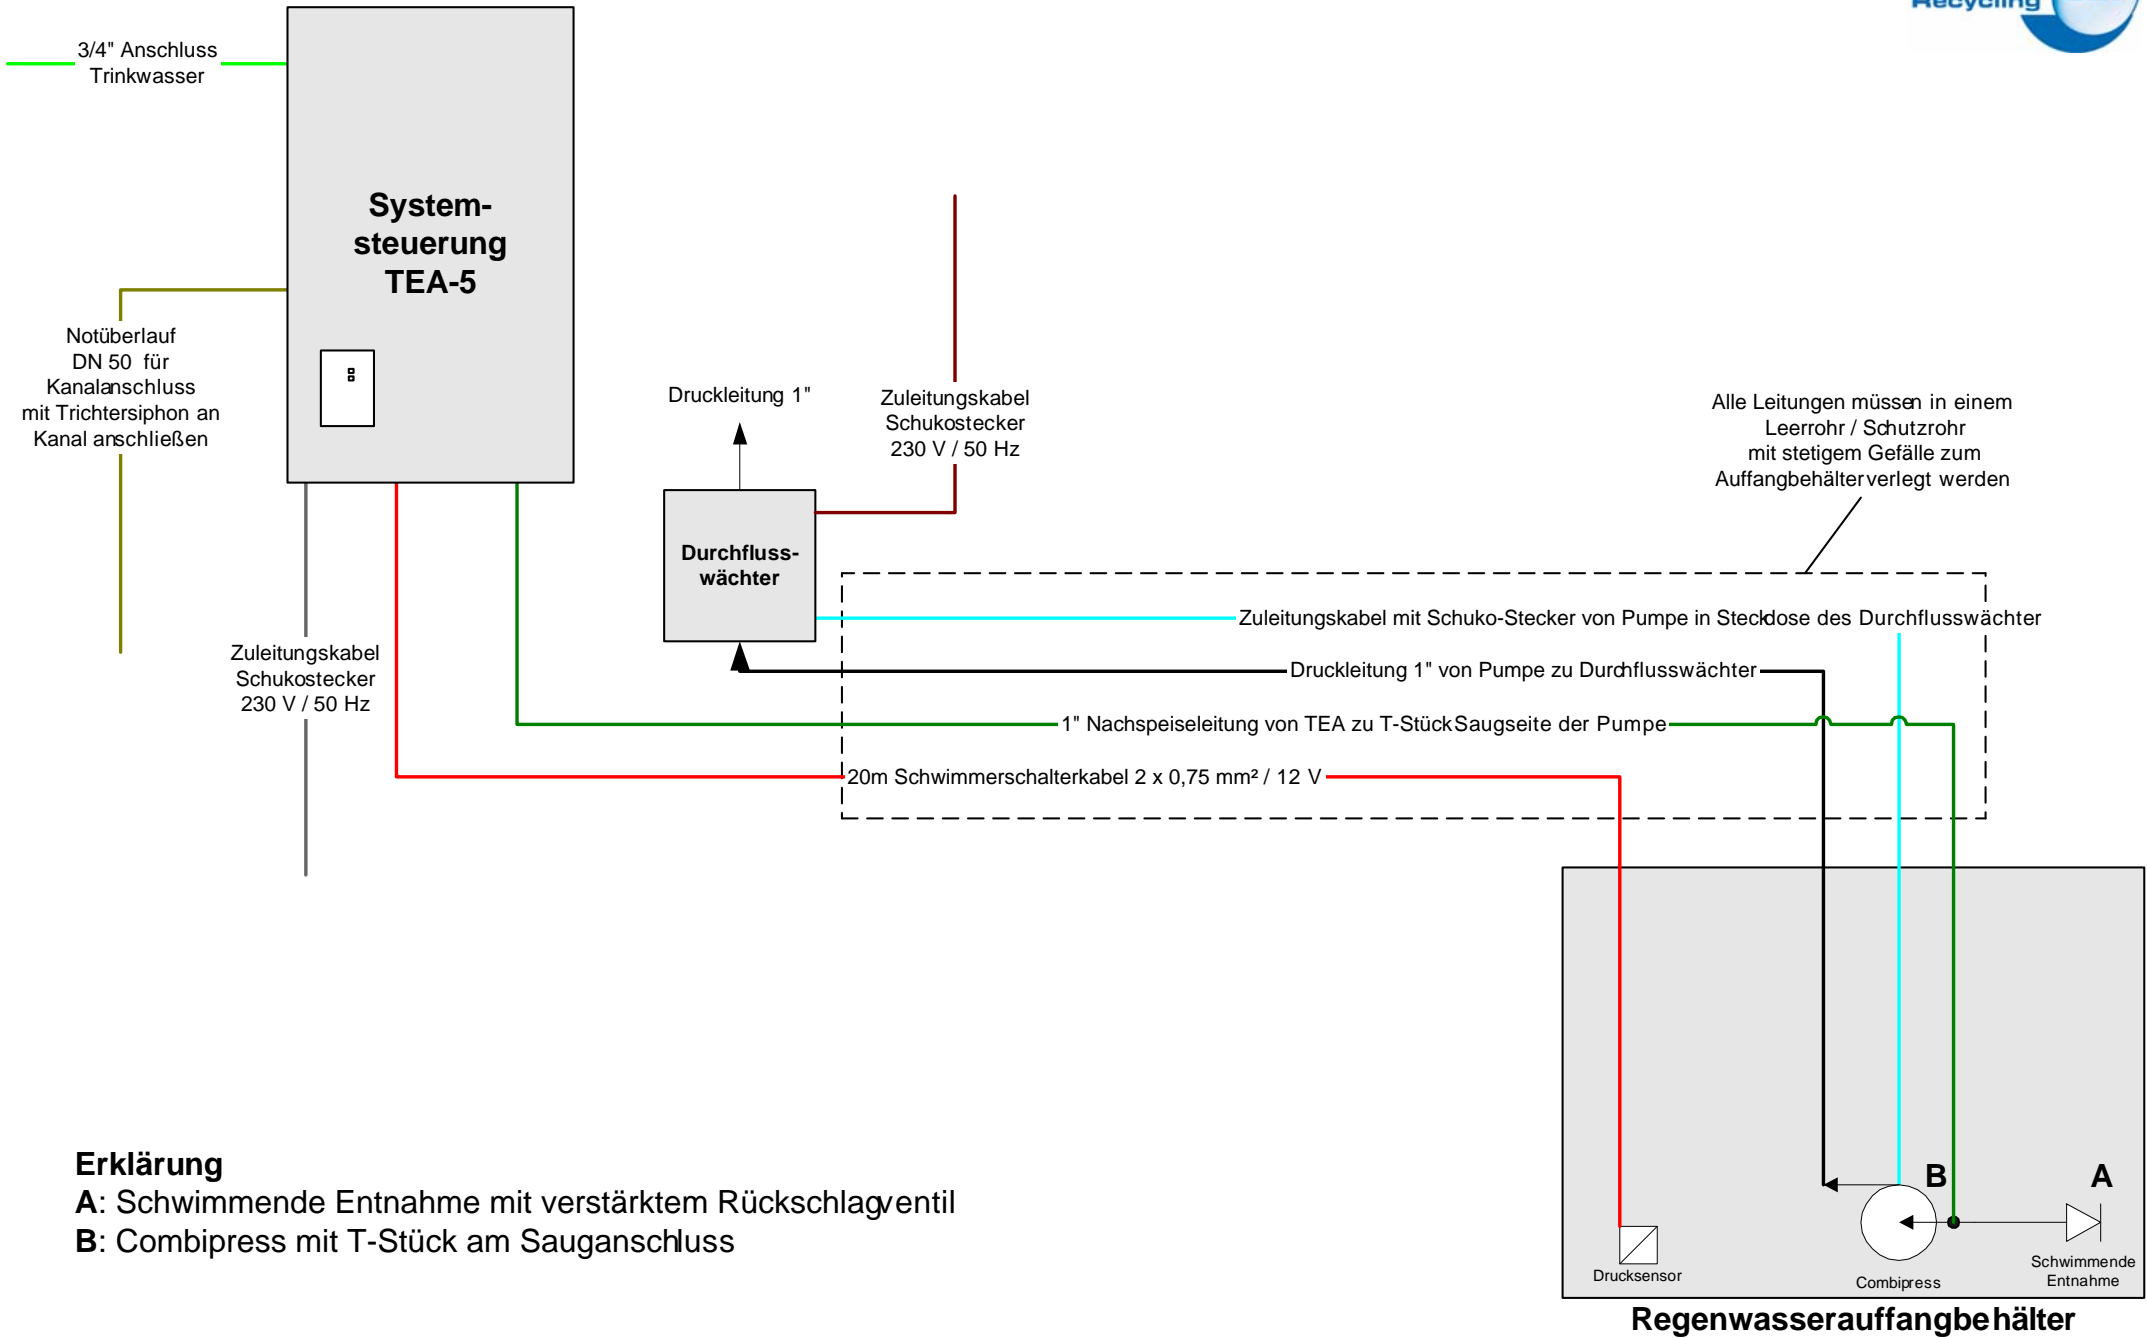 Recycling
3/4" Anschluss
Trinkwasser
System-
steuerung
TEA-5
Notüberlauf
DN 50 für
Kanalanschluss
mit Trichtersiphon an
Kanal anschließen
Druckleitung 1"
Zuleitungskabel
Schukostecker
230 V / 50 Hz
Alle Leitungen müssen in einem
Leerrohr / Schutzrohr
mit stetigem Gefälle zum
Auffangbehälter verlegt werden
Durchfluss-
wächter
Zuleitungskabel mit Schuko-Stecker von Pumpe in Steckdose des Durchflusswächter
Zuleitungskabel
Schukostecker
230 V / 50 Hz
Druckleitung 1" von Pumpe zu Durchflusswächter
1" Nachspeiseleitung von TEA zu T-Stück Saugseite der Pumpe
20m Schwimmerschalterkabel 2 x 0,75 mm² / 12 V
Erklärung
A: Schwimmende Entnahme mit verstärktem Rückschlagventil
B: Combipress mit T-Stück am Sauganschluss
B
A
Drucksensor
Combipress
Schwimmende
Entnahme
Regenwasserauffangbehälter